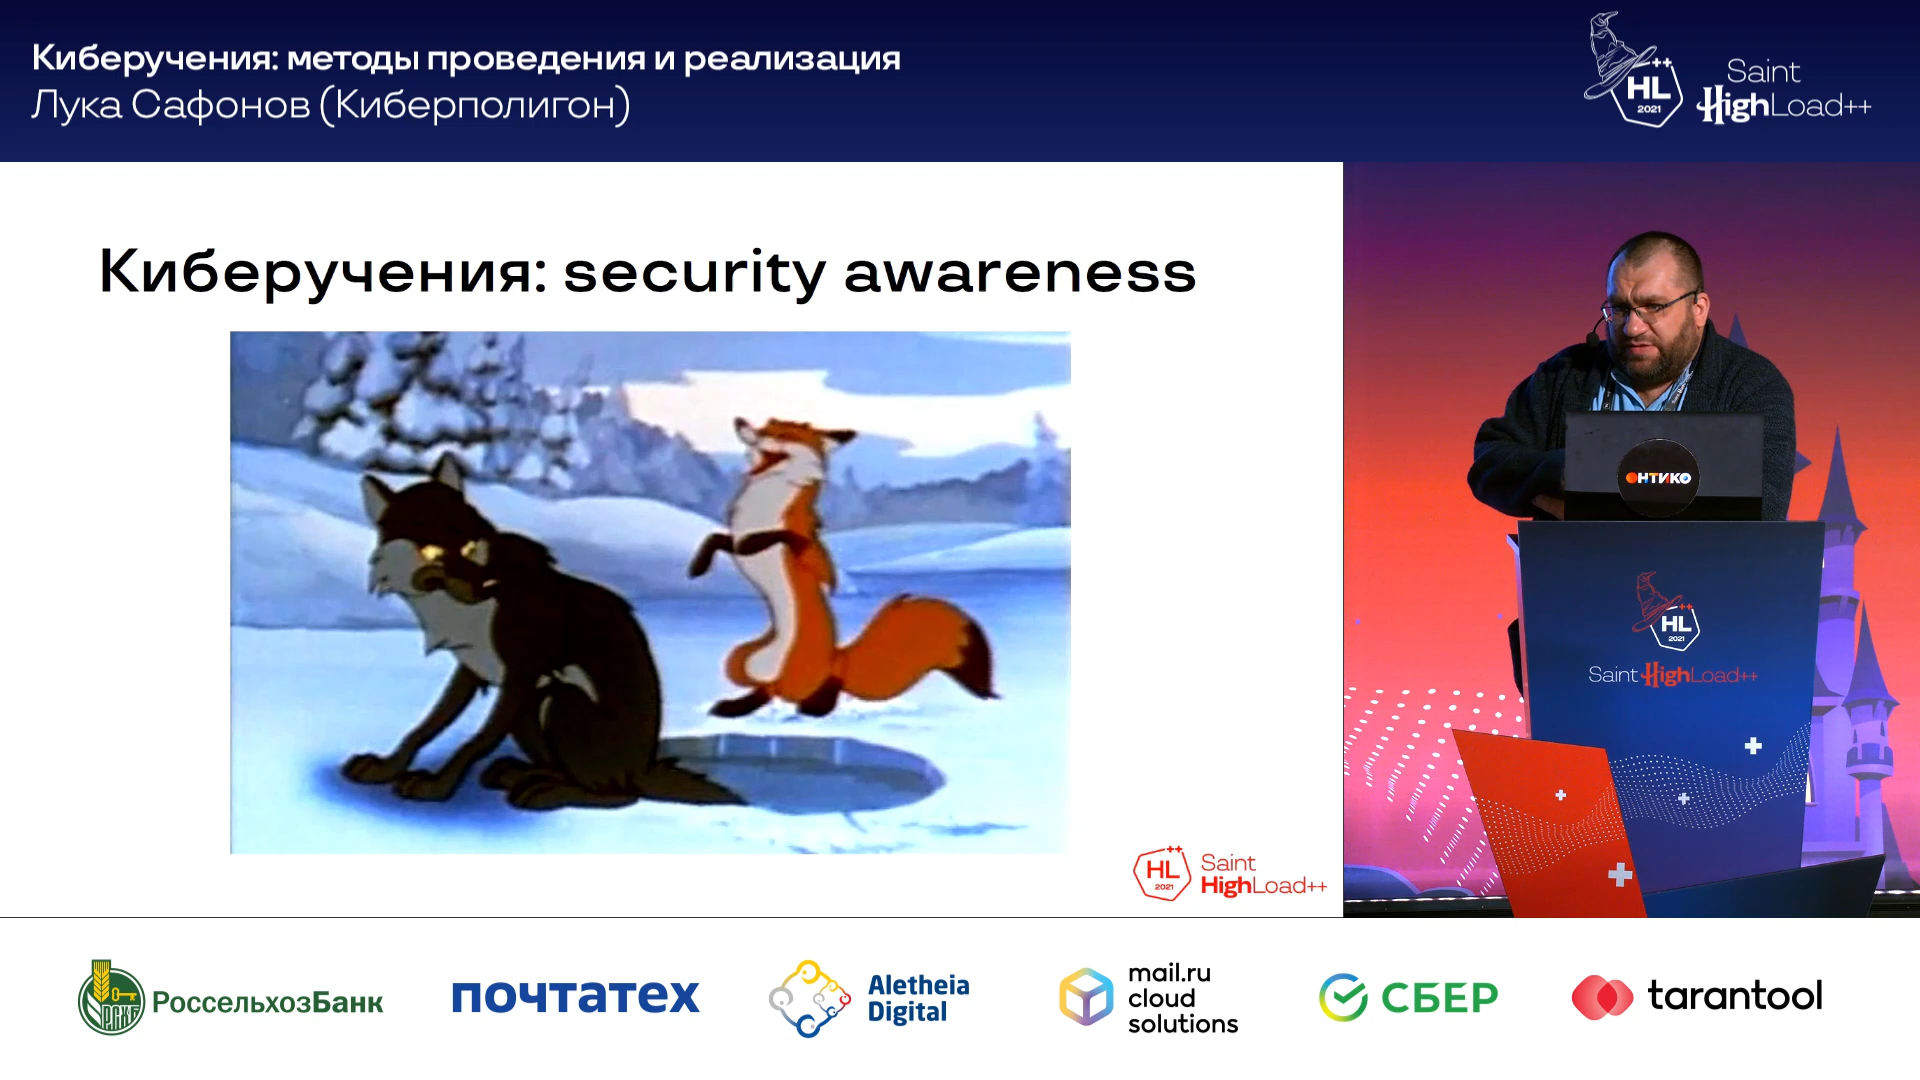 Киберучения: методы проведения и реализация
Лука Сафонов (Киберполигон)
HL++
2021
Saint
HighLoad++
Киберучения: security awareness
HL++
2021
Saint
HighLoad++
ОНТИКО
HL++
2021
Saint HighLoad++
РСХБ
РоссельхозБанк
почтатех
Aletheia
Digital
mail.ru
cloud
solutions
СБЕР
tarantool